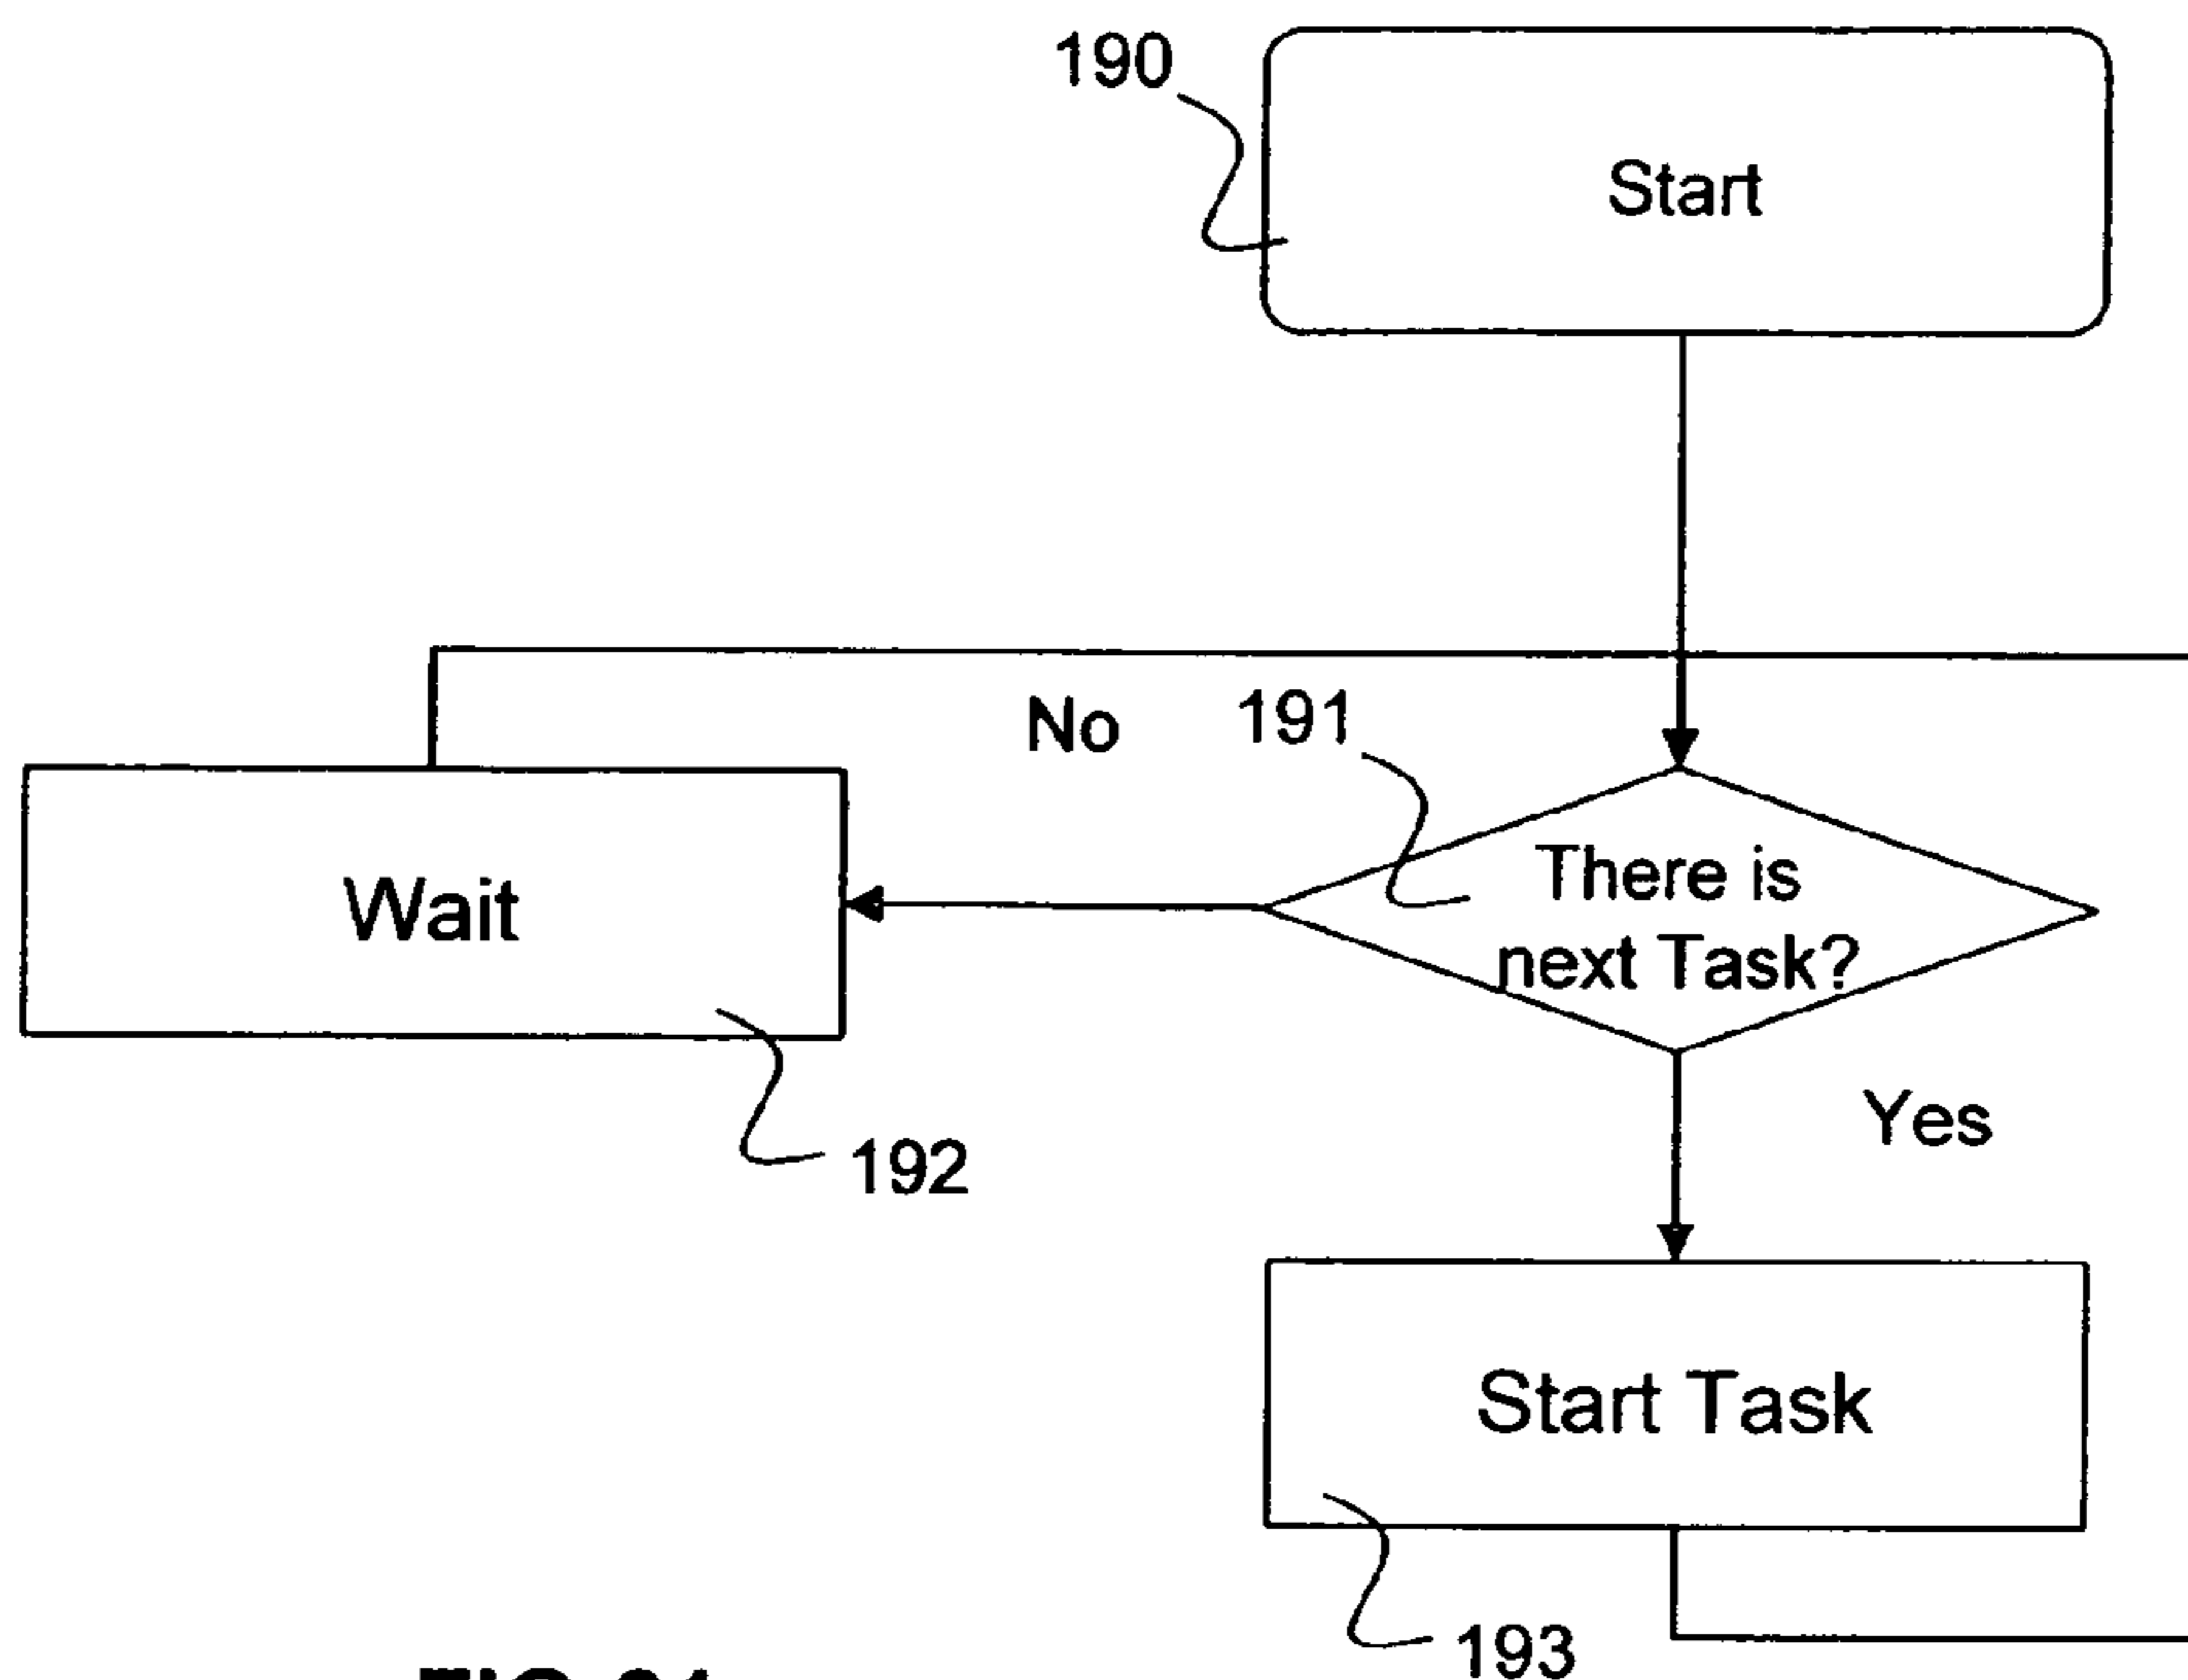 190
Start
No
191
There is
next Task?
Wait
Yes
192
Start Task
193